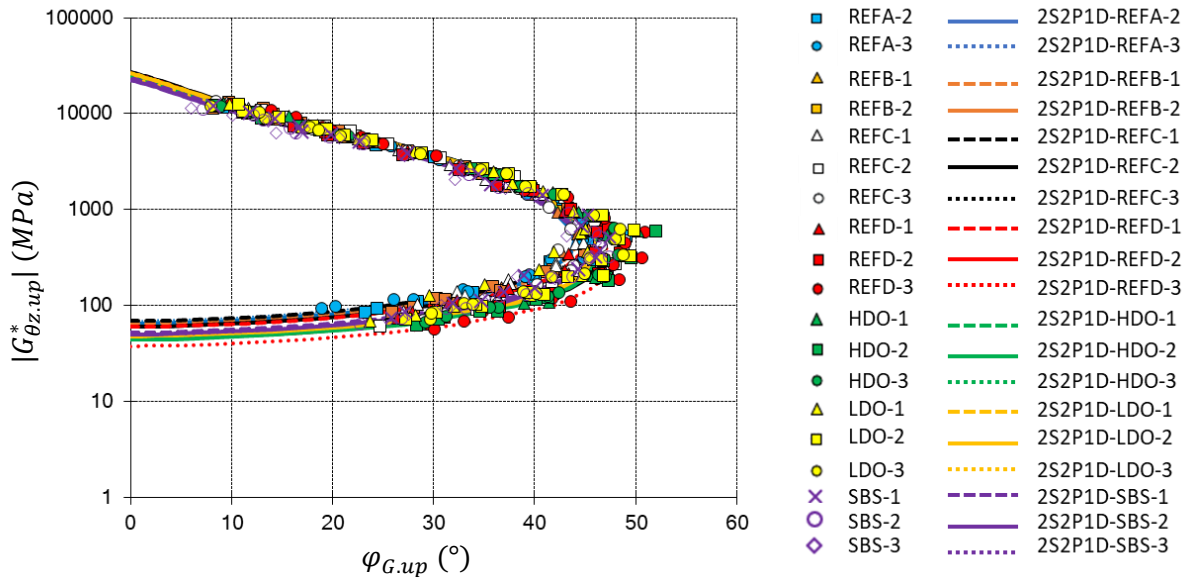 100000
10000
1000
100
10
1
|G*θz.up| (MPa)
0 10 20 30 40 50 60
φG.up (°)
REFA-2 2S2P1D-REFA-2
REFA-3 2S2P1D-REFA-3
REFB-1 2S2P1D-REFB-1
REFB-2 2S2P1D-REFB-2
REFC-1 2S2P1D-REFC-1
REFC-2 2S2P1D-REFC-2
REFC-3 2S2P1D-REFC-3
REFD-1 2S2P1D-REFD-1
REFD-2 2S2P1D-REFD-2
REFD-3 2S2P1D-REFD-3
HDO-1 2S2P1D-HDO-1
HDO-2 2S2P1D-HDO-2
HDO-3 2S2P1D-HDO-3
LDO-1 2S2P1D-LDO-1
LDO-2 2S2P1D-LDO-2
LDO-3 2S2P1D-LDO-3
SBS-1 2S2P1D-SBS-1
SBS-2 2S2P1D-SBS-2
SBS-3 2S2P1D-SBS-3